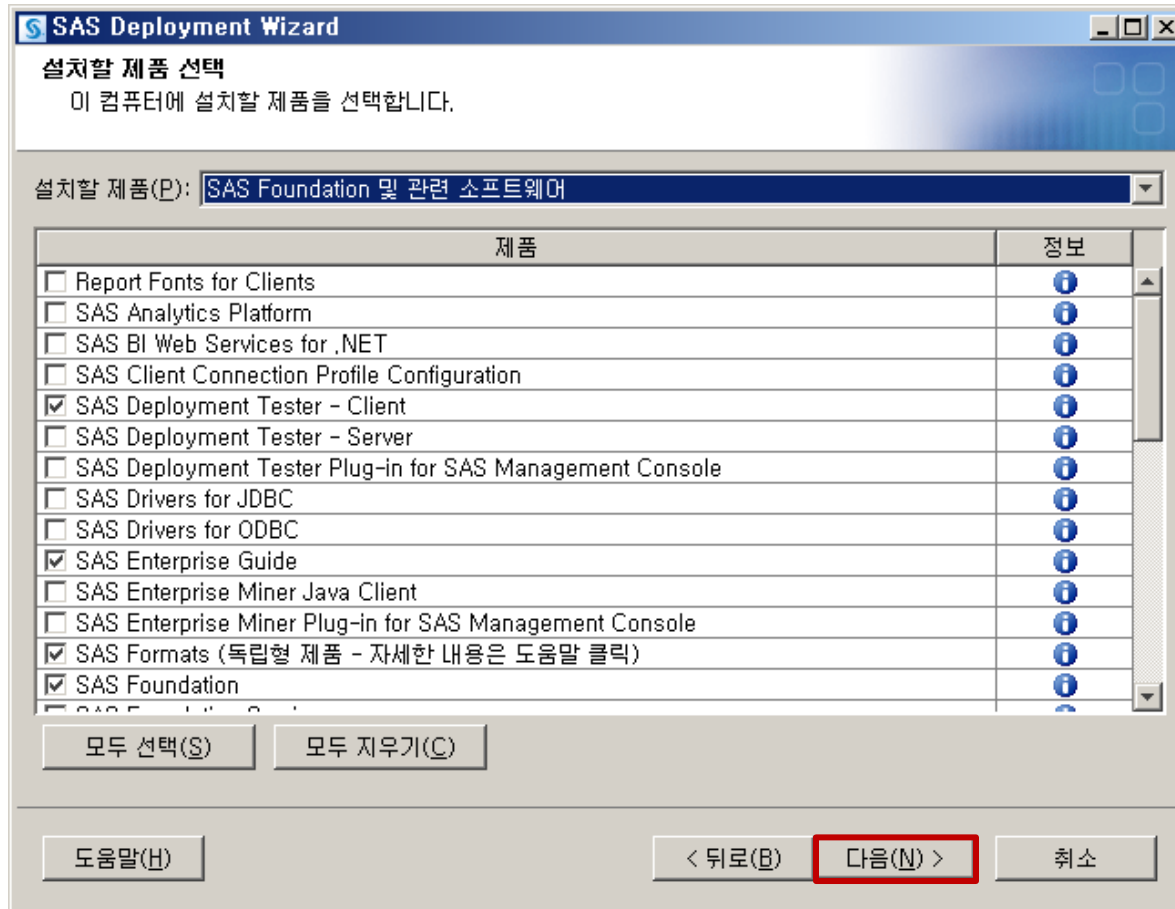 SAS Deployment Wizard
설치할 제품 선택
이 컴퓨터에 설치할 제품을 선택합니다.
설치할 제품(P): SAS Foundation 및 관련 소프트웨어
제품 정보
Report Fonts for Clients
SAS Analytics Platform
SAS BI Web Services for .NET
SAS Client Connection Profile Configuration
SAS Deployment Tester - Client
SAS Deployment Tester - Server
SAS Deployment Tester Plug-in for SAS Management Console
SAS Drivers for JDBC
SAS Drivers for ODBC
SAS Enterprise Guide
SAS Enterprise Miner Java Client
SAS Enterprise Miner Plug-in for SAS Management Console
SAS Formats (독립형 제품 - 자세한 내용은 도움말 클릭)
SAS Foundation
모두 선택(S) 모두 지우기(C)
도움말(H) < 뒤로(B) 다음(N) > 취소